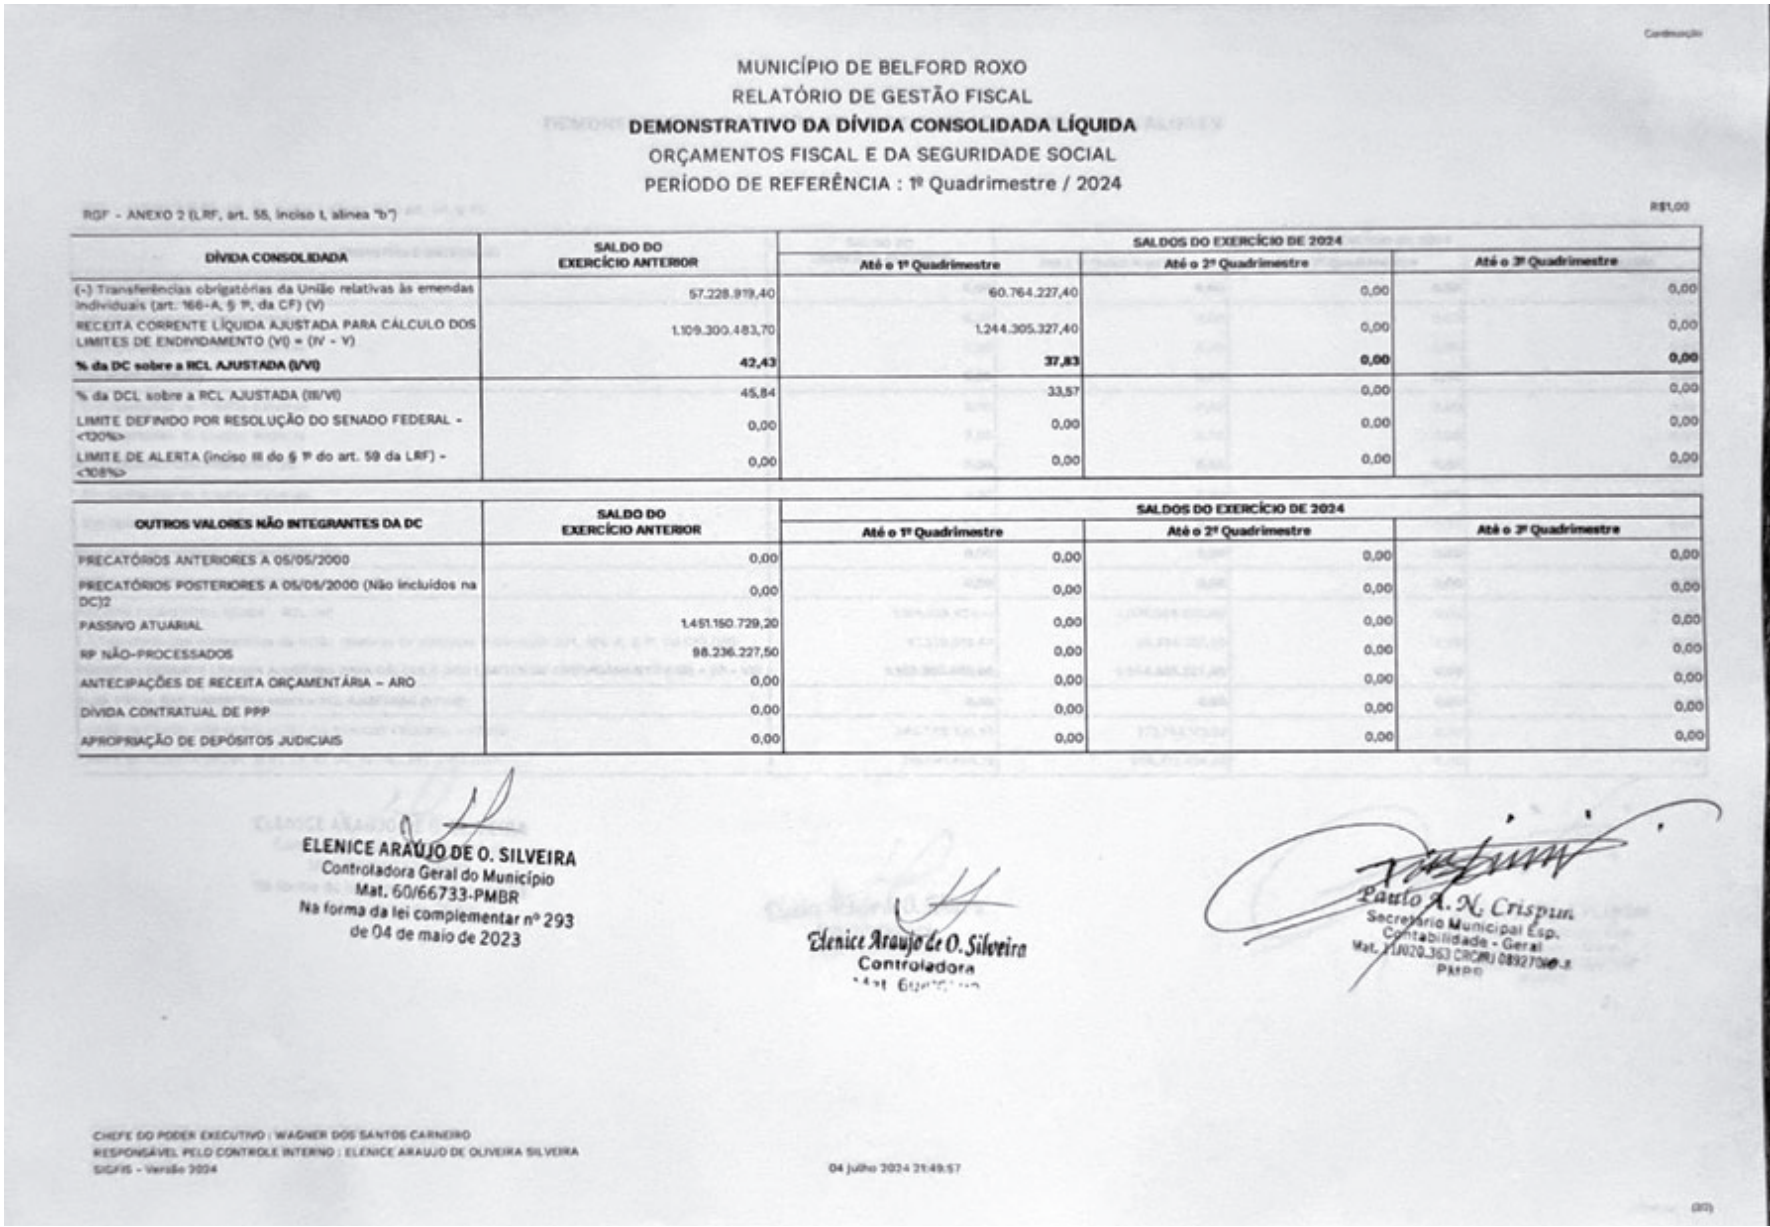 Continuação
MUNICÍPIO DE BELFORD ROXO
RELATÓRIO DE GESTÃO FISCAL
DEMONSTRATIVO DA DÍVIDA CONSOLIDADA LÍQUIDA
ORÇAMENTOS FISCAL E DA SEGURIDADE SOCIAL
PERÍODO DE REFERÊNCIA : 1º Quadrimestre / 2024
RGF - ANEXO 2 (LRF, art. 55, inciso I, alínea "b") R$1,00
DÍVIDA CONSOLIDADA SALDO DO EXERCÍCIO ANTERIOR SALDOS DO EXERCÍCIO DE 2024
Até o 1º Quadrimestre Até o 2º Quadrimestre Até o 3º Quadrimestre
(-) Transferências obrigatórias da União relativas às emendas
individuais (art. 166-A, § 1º, da CF) (V) 57.228.919,40 60.764.227,40 0,00 0,00
RECEITA CORRENTE LÍQUIDA AJUSTADA PARA CÁLCULO DOS
LIMITES DE ENDIVIDAMENTO (VI) = (IV - V) 1.109.300.483,70 1.244.305.327,40 0,00 0,00
% da DC sobre a RCL AJUSTADA (I/VI) 42,43 37,83 0,00 0,00
% da DCL sobre a RCL AJUSTADA (III/VI) 45,84 33,57 0,00 0,00
LIMITE DEFINIDO POR RESOLUÇÃO DO SENADO FEDERAL -
<120%> 0,00 0,00 0,00 0,00
LIMITE DE ALERTA (inciso III do § 1º do art. 59 da LRF) -
<108%> 0,00 0,00 0,00 0,00
OUTROS VALORES NÃO INTEGRANTES DA DC SALDO DO EXERCÍCIO ANTERIOR SALDOS DO EXERCÍCIO DE 2024
Até o 1º Quadrimestre Até o 2º Quadrimestre Até o 3º Quadrimestre
PRECATÓRIOS ANTERIORES A 05/05/2000 0,00 0,00 0,00 0,00
PRECATÓRIOS POSTERIORES A 05/05/2000 (Não incluídos na
DC)2 0,00 0,00 0,00 0,00
PASSIVO ATUARIAL 1.451.150.729,20 0,00 0,00 0,00
RP NÃO-PROCESSADOS 98.236.227,50 0,00 0,00 0,00
ANTECIPAÇÕES DE RECEITA ORÇAMENTÁRIA - ARO 0,00 0,00 0,00 0,00
DÍVIDA CONTRATUAL DE PPP 0,00 0,00 0,00 0,00
APROPRIAÇÃO DE DEPÓSITOS JUDICIAIS 0,00 0,00 0,00 0,00
ELENICE ARAÚJO DE O. SILVEIRA
Controladora Geral do Município
Mat. 60/66733-PMBR
Na forma da lei complementar nº 293
de 04 de maio de 2023
Elenice Araujo de O. Silveira
Controladora
Mat.
Paulo A. N. Crispim
Secretário Municipal Esp.
Contabilidade - Geral
Mat.
PMBR
CHEFE DO PODER EXECUTIVO : WAGNER DOS SANTOS CARNEIRO
RESPONSÁVEL PELO CONTROLE INTERNO : ELENICE ARAUJO DE OLIVEIRA SILVEIRA
SIGFIS - Versão 2024
04 julho 2024 21:49:57